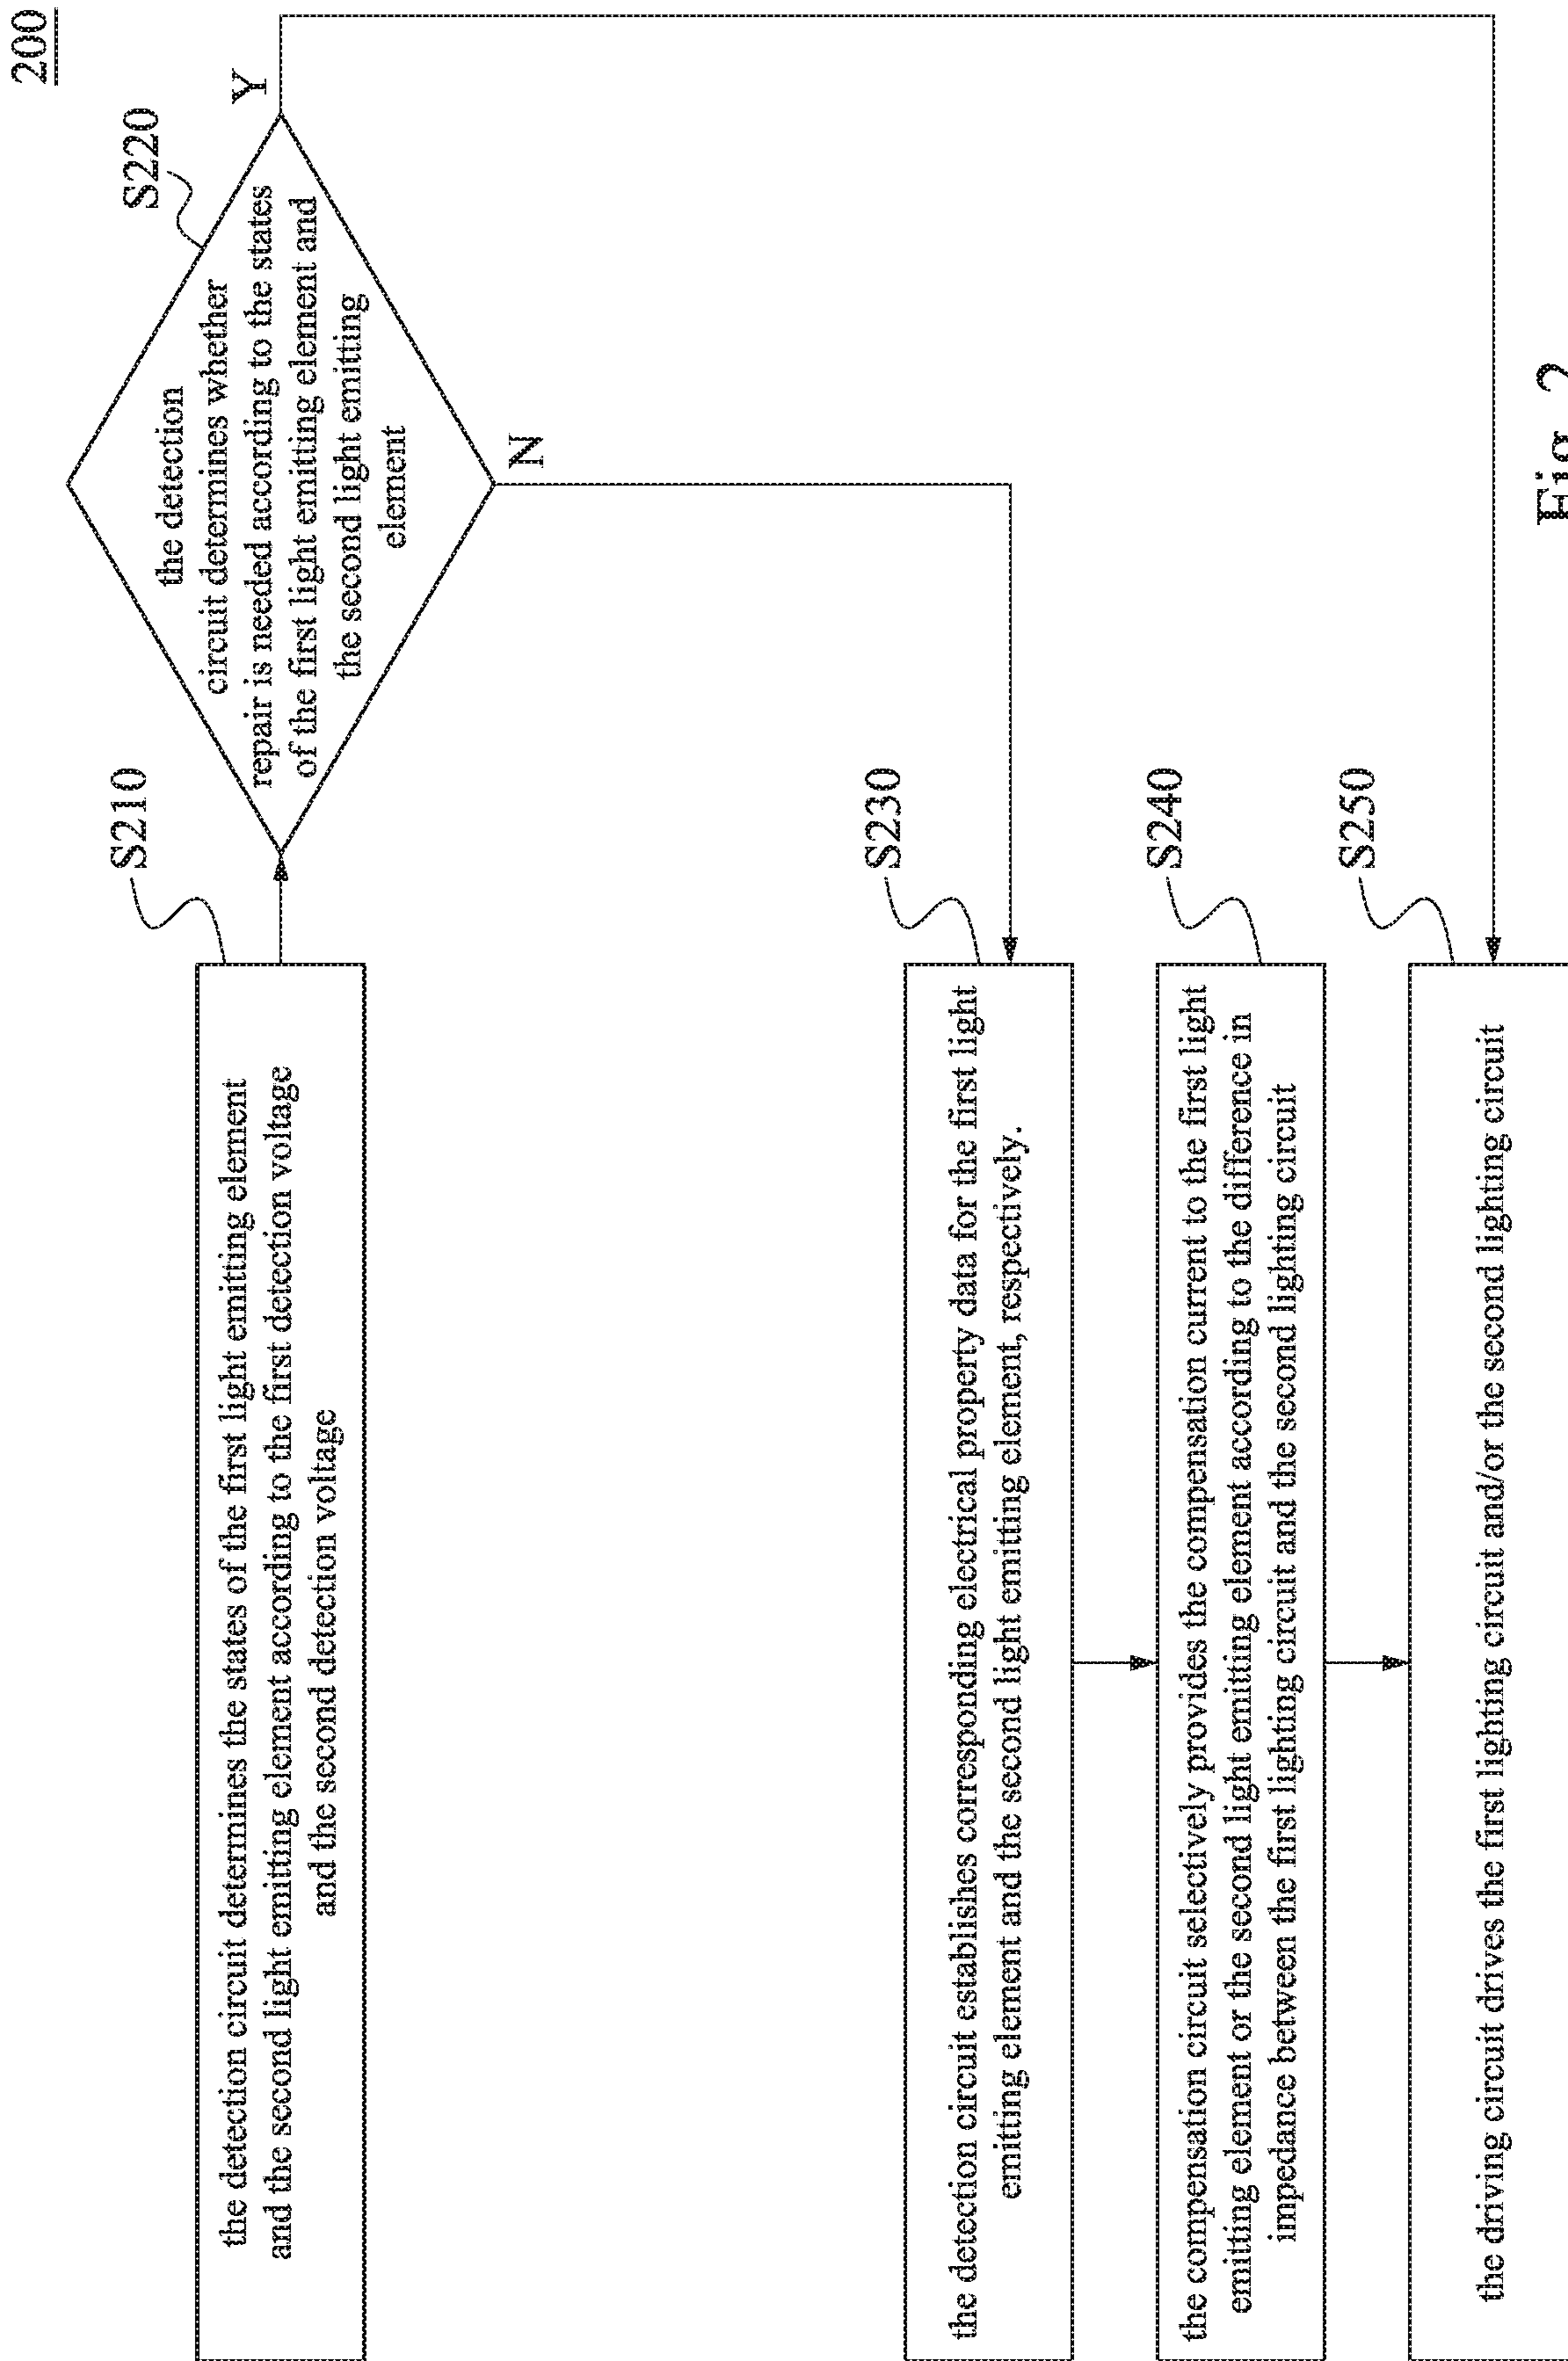 200
the detection circuit determines the states of the first light emitting element
and the second light emitting element according to the first detection voltage
and the second detection voltage
S210
the detection
circuit determines whether
repair is needed according to the states
of the first light emitting element and
the second light emitting
element
S220
Y
N
the detection circuit establishes corresponding electrical property data for the first light
emitting element and the second light emitting element, respectively.
S230
the compensation circuit selectively provides the compensation current to the first light
emitting element or the second light emitting element according to the difference in
impedance between the first lighting circuit and the second lighting circuit
S240
the driving circuit drives the first lighting circuit and/or the second lighting circuit
S250
Fig. 2